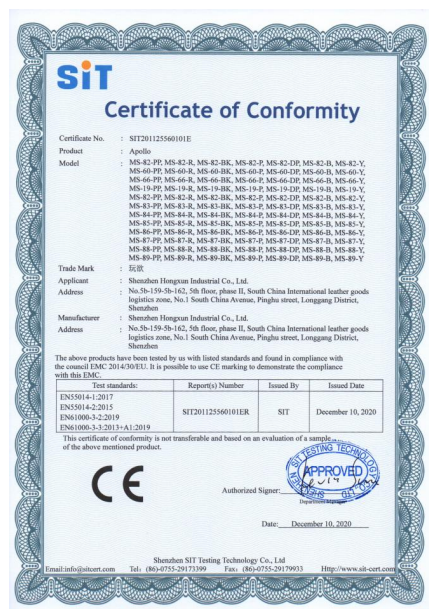 SiT
Certificate of Conformity
Certificate No. : SIT201125560101E
Product : Apollo
Model : MS-82-PP, MS-82-R, MS-82-BK, MS-82-P, MS-82-DP, MS-82-B, MS-82-Y,
MS-60-PP, MS-60-R, MS-60-BK, MS-60-P, MS-60-DP, MS-60-B, MS-60-Y,
MS-66-PP, MS-66-R, MS-66-BK, MS-66-P, MS-66-DP, MS-66-B, MS-66-Y,
MS-19-PP, MS-19-R, MS-19-BK, MS-19-P, MS-19-DP, MS-19-B, MS-19-Y,
MS-82-PP, MS-82-R, MS-82-BK, MS-82-P, MS-82-DP, MS-82-B, MS-82-Y,
MS-83-PP, MS-83-R, MS-83-BK, MS-83-P, MS-83-DP, MS-83-B, MS-83-Y,
MS-84-PP, MS-84-R, MS-84-BK, MS-84-P, MS-84-DP, MS-84-B, MS-84-Y,
MS-85-PP, MS-85-R, MS-85-BK, MS-85-P, MS-85-DP, MS-85-B, MS-85-Y,
MS-86-PP, MS-86-R, MS-86-BK, MS-86-P, MS-86-DP, MS-86-B, MS-86-Y,
MS-87-PP, MS-87-R, MS-87-BK, MS-87-P, MS-87-DP, MS-87-B, MS-87-Y,
MS-88-PP, MS-88-R, MS-88-BK, MS-88-P, MS-88-DP, MS-88-B, MS-88-Y,
MS-89-PP, MS-89-R, MS-89-BK, MS-89-P, MS-89-DP, MS-89-B, MS-89-Y
Trade Mark : 玩欲
Applicant : Shenzhen Hongxun Industrial Co., Ltd.
Address : No.5b-159-5b-162, 5th floor, phase II, South China International leather goods
logistics zone, No.1 South China Avenue, Pinghu street, Longgang District,
Shenzhen
Manufacturer : Shenzhen Hongxun Industrial Co., Ltd.
Address : No.5b-159-5b-162, 5th floor, phase II, South China International leather goods
logistics zone, No.1 South China Avenue, Pinghu street, Longgang District,
Shenzhen
The above products have been tested by us with listed standards and found in compliance with
the council EMC 2014/30/EU. It is possible to use CE marking to demonstrate the compliance
with this EMC.
Test standards: Report(s) Number Issued By Issued Date
EN55014-1:2017
EN55014-2:2015
EN61000-3-2:2019
EN61000-3-3:2013+A1:2019
SIT201125560101ER SIT December 10, 2020
This certificate of conformity is not transferable and based on an evaluation of a sample
of the above mentioned product.
CE
SIT TESTING TECHNOLOGY
APPROVED
Authorized Signer:
Department Manager
Date: December 10, 2020
Shenzhen SIT Testing Technology Co., Ltd
Email:info@sitcert.com Tel: (86)-0755-29173399 Fax: (86)-0755-29179933 Http://www.sit-cert.com